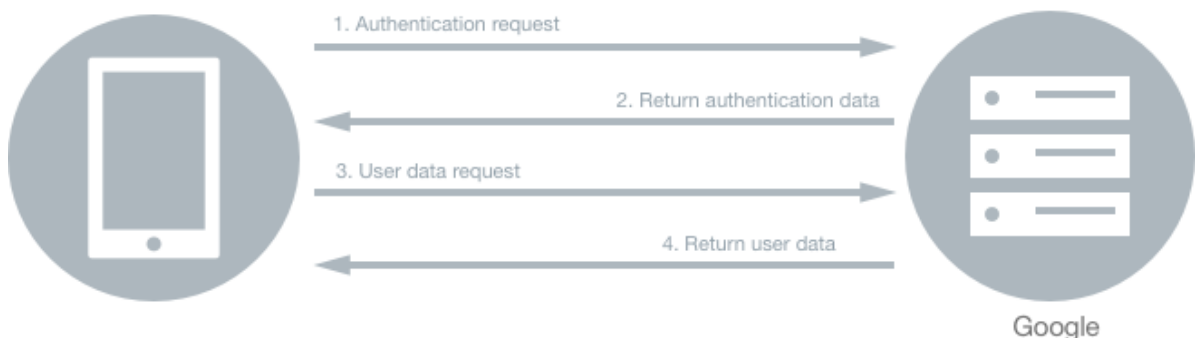 1. Authentication request
2. Return authentication data
3. User data request
4. Return user data
Google